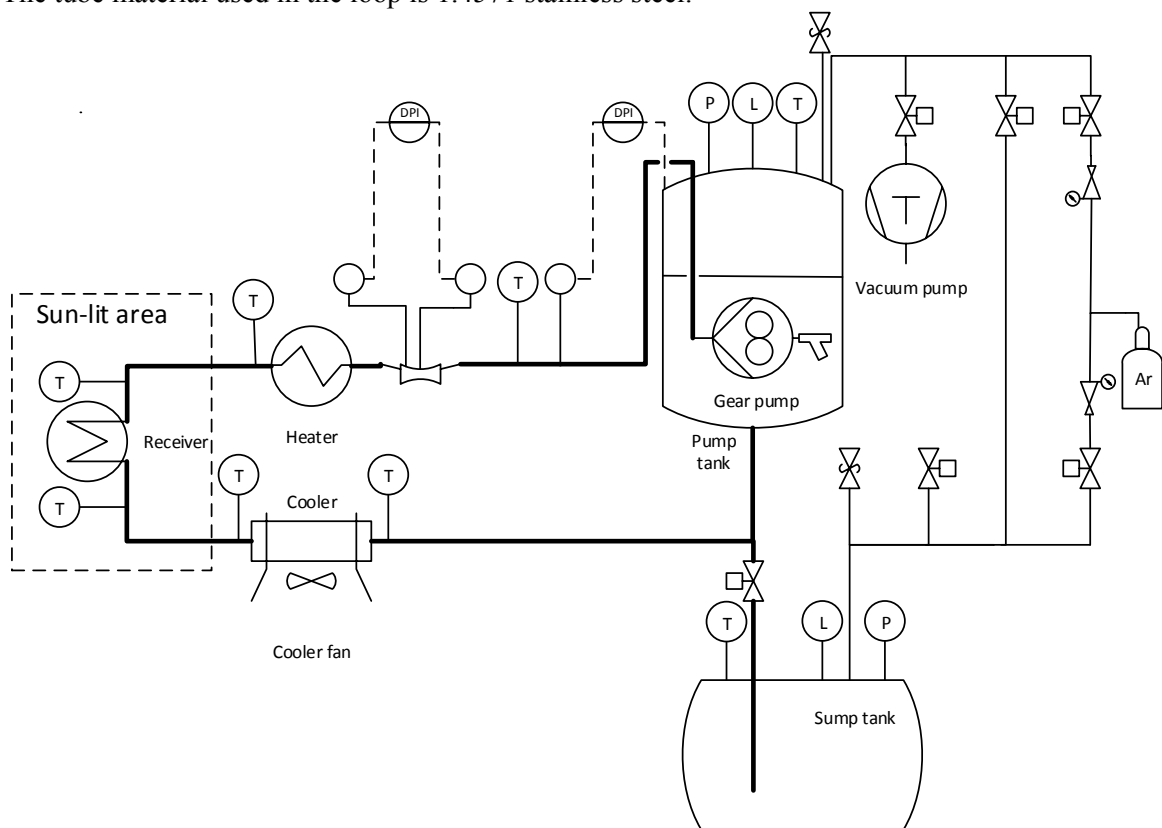 The tube material used in the loop is 1.4571 stainless steel.
DPI
DPI
P
L
T
Vacuum pump
T
T
Sun-lit area
T
Ar
Gear pump
Receiver
Heater
Pump
tank
T
T
T
Cooler
T
L
P
Cooler fan
Sump tank